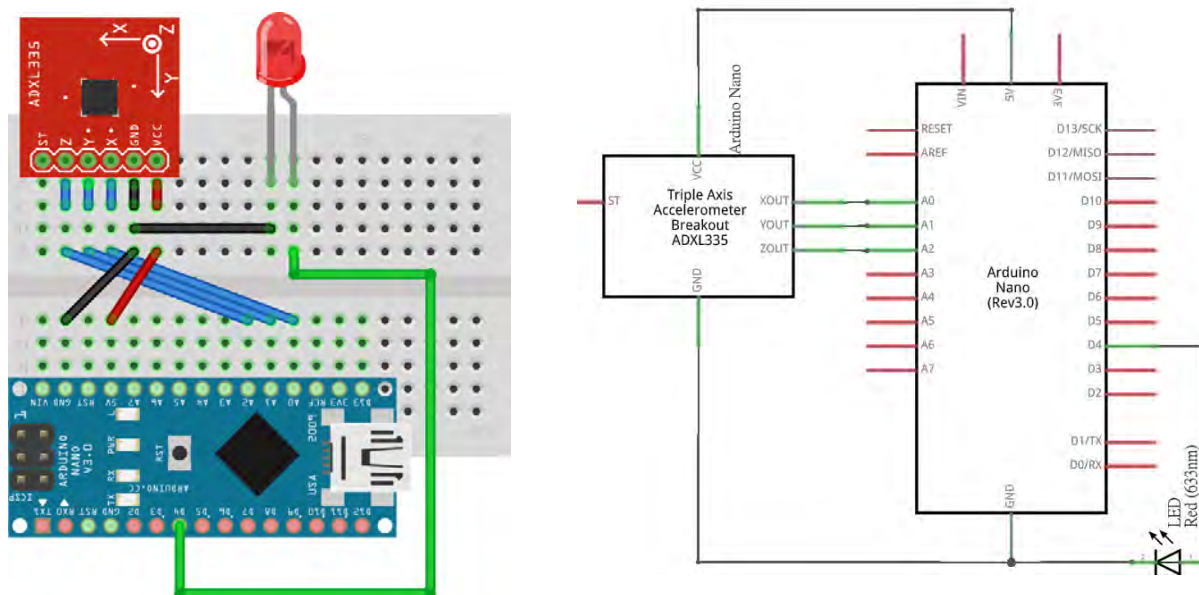 ADXL335
X
Z
Y
ST
Z
Y
X
GND
VCC
VIN
GND
RST
5V
A7
A6
A5
A4
A3
A2
A1
A0
REF
3V3
D13
L
PWR
RX
TX
RST
ARDUINO
NANO
V3.0
ICSP
ARDUINO.CC
2009
USA
TX1
RX0
RST
GND
D2
D3
D4
D5
D6
D7
D8
D9
D10
D11
D12
Arduino Nano
VCC
ST
Triple Axis
Accelerometer
Breakout
ADXL335
XOUT
YOUT
ZOUT
GND
VIN
5V
3V3
RESET
AREF
A0
A1
A2
A3
A4
A5
A6
A7
Arduino
Nano
(Rev3.0)
D13/SCK
D12/MISO
D11/MOSI
D10
D9
D8
D7
D6
D5
D4
D3
D2
D1/TX
D0/RX
GND
LED
Red (633nm)